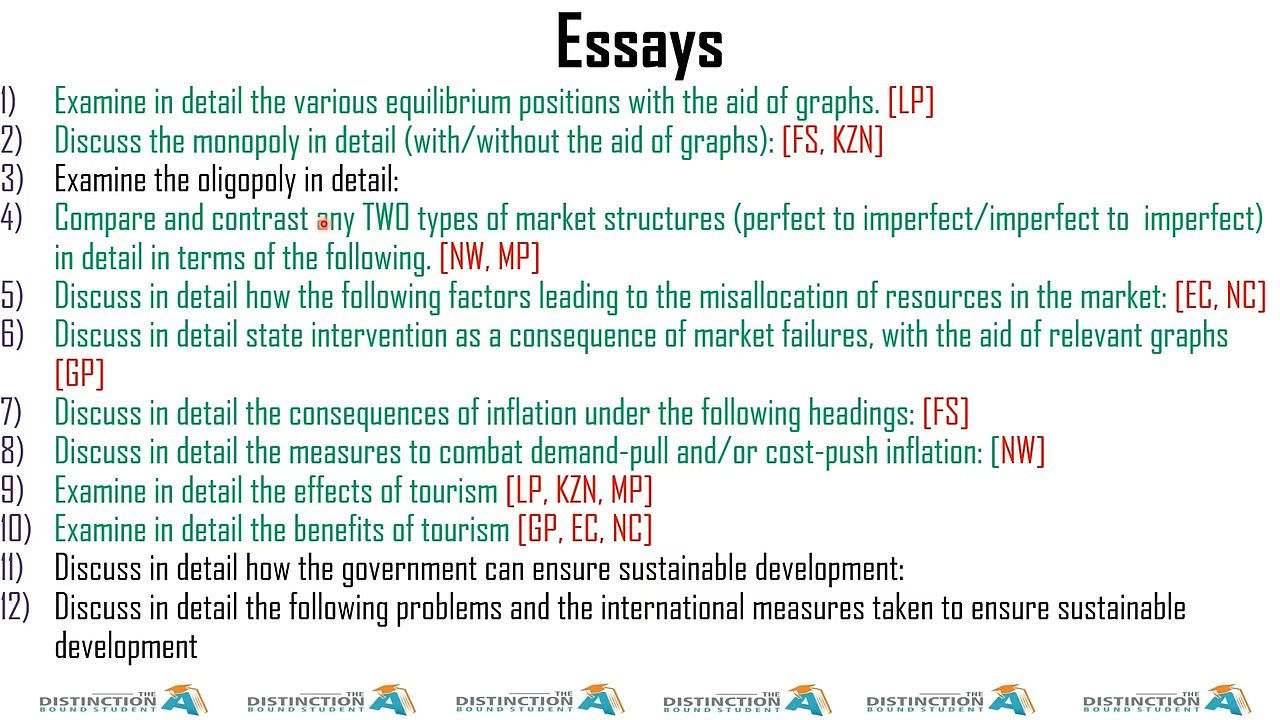 Essays
1) Examine in detail the various equilibrium positions with the aid of graphs. [LP]
2) Discuss the monopoly in detail (with/without the aid of graphs): [FS, KZN]
3) Examine the oligopoly in detail:
4) Compare and contrast any TWO types of market structures (perfect to imperfect/imperfect to imperfect)
in detail in terms of the following. [NW, MP]
5) Discuss in detail how the following factors leading to the misallocation of resources in the market: [EC, NC]
6) Discuss in detail state intervention as a consequence of market failures, with the aid of relevant graphs
[GP]
7) Discuss in detail the consequences of inflation under the following headings: [FS]
8) Discuss in detail the measures to combat demand-pull and/or cost-push inflation: [NW]
9) Examine in detail the effects of tourism [LP, KZN, MP]
10) Examine in detail the benefits of tourism [GP, EC, NC]
11) Discuss in detail how the government can ensure sustainable development:
12) Discuss in detail the following problems and the international measures taken to ensure sustainable
development
THE THE THE THE THE THE
DISTINCTION DISTINCTION DISTINCTION DISTINCTION DISTINCTION DISTINCTION
BOUND STUDENT BOUND STUDENT BOUND STUDENT BOUND STUDENT BOUND STUDENT BOUND STUDENT